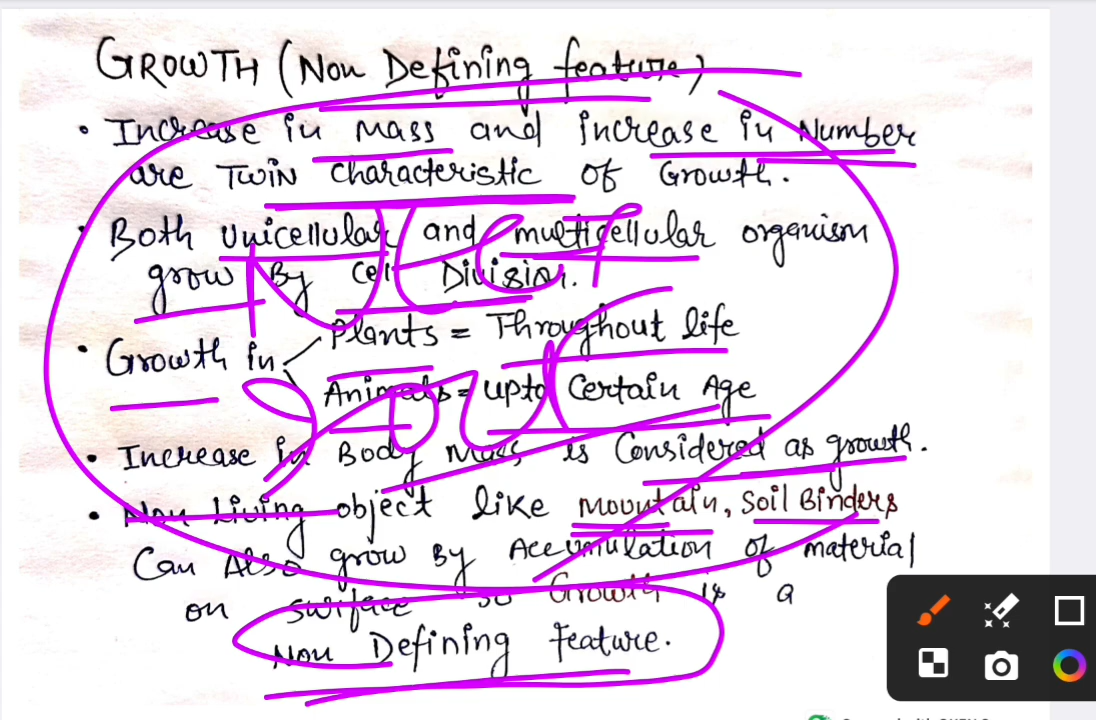 GROWTH (Non Defining feature)
• Increase in Mass and increase in Number
are Twin characteristic of Growth.
• Both Unicellular and multicellular organism
grow By Cell Division.
• Growth in Plants = Throughout life
Animals = upto Certain Age
• Increase in Body Mass is Considered as growth.
• Non Living object like mountain, Soil Binders
Can Also grow By Accumulation of material
on surface so Growth is a
Non Defining feature.